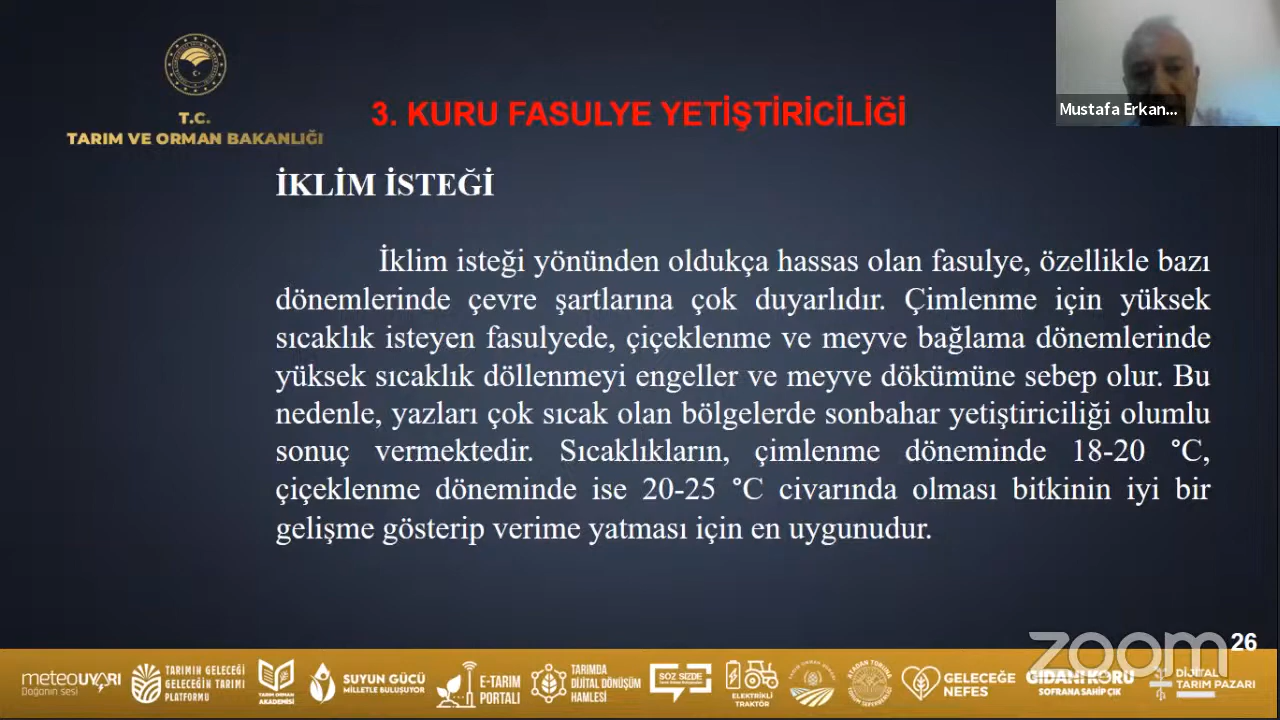 T.C.
TARIM VE ORMAN BAKANLIĞI
3. KURU FASULYE YETİŞTİRİCİLİĞİ
Mustafa Erkan...
İKLİM İSTEĞİ
İklim isteği yönünden oldukça hassas olan fasulye, özellikle bazı
dönemlerinde çevre şartlarına çok duyarlıdır. Çimlenme için yüksek
sıcaklık isteyen fasulyede, çiçeklenme ve meyve bağlama dönemlerinde
yüksek sıcaklık döllenmeyi engeller ve meyve dökümüne sebep olur. Bu
nedenle, yazları çok sıcak olan bölgelerde sonbahar yetiştiriciliği olumlu
sonuç vermektedir. Sıcaklıkların, çimlenme döneminde 18-20 °C,
çiçeklenme döneminde ise 20-25 °C civarında olması bitkinin iyi bir
gelişme gösterip verime yatması için en uygunudur.
zoom
26
meteoUYARI
Doğanın sesi
TARIMIN GELECEĞİ
GELECEĞİN TARIMI
PLATFORMU
TARIM ORMAN
AKADEMİSİ
SUYUN GÜCÜ
MİLLETLE BULUŞUYOR
E-TARIM
PORTALI
TARIMDA
DİJİTAL DÖNÜŞÜM
HAMLESİ
SÖZ SİZDE
ELEKTRİKLİ
TRAKTÖR
GELECEĞE
NEFES
GIDANI KORU
SOFRANA SAHİP ÇIK
DİJİTAL
TARIM PAZARI